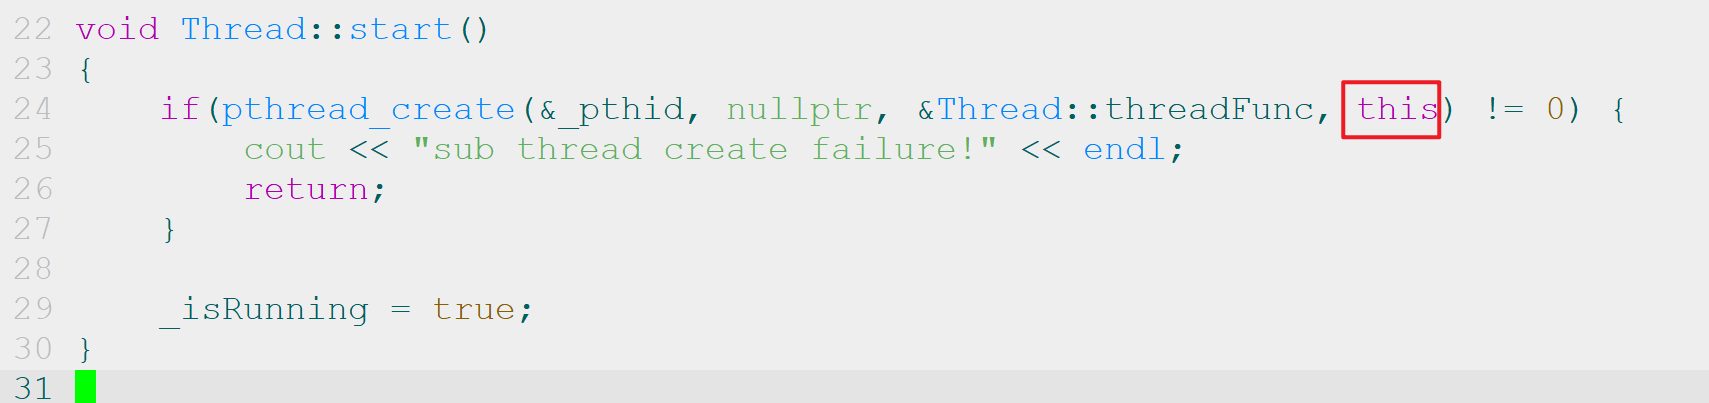 22 void Thread::start()
23 {
24     if(pthread_create(&_pthid, nullptr, &Thread::threadFunc, this) != 0) {
25         cout << "sub thread create failure!" << endl;
26         return;
27     }
28
29     _isRunning = true;
30 }
31